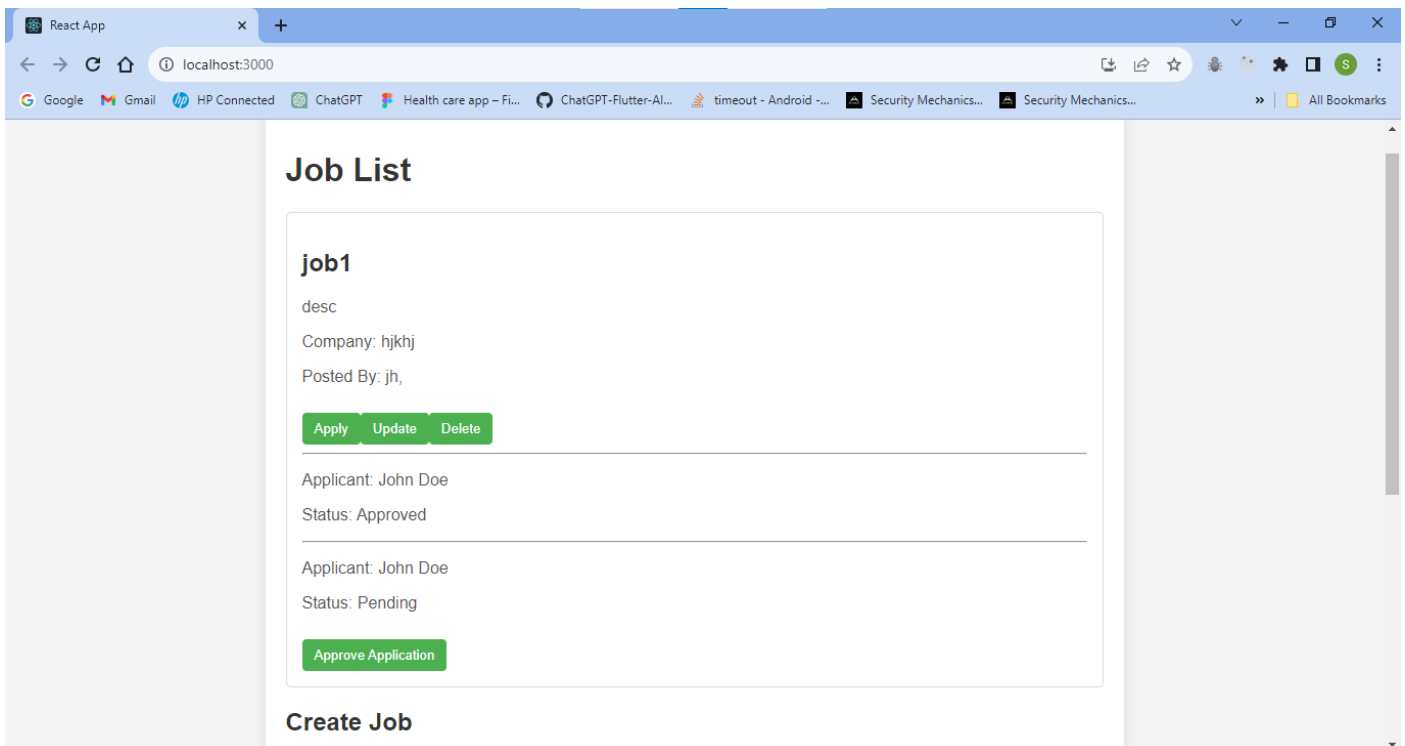 React App
localhost:3000
S
Google Gmail HP Connected ChatGPT Health care app – Fi... ChatGPT-Flutter-Al... timeout - Android -... Security Mechanics... Security Mechanics... » All Bookmarks
Job List
job1
desc
Company: hjkhj
Posted By: jh,
Apply Update Delete
Applicant: John Doe
Status: Approved
Applicant: John Doe
Status: Pending
Approve Application
Create Job